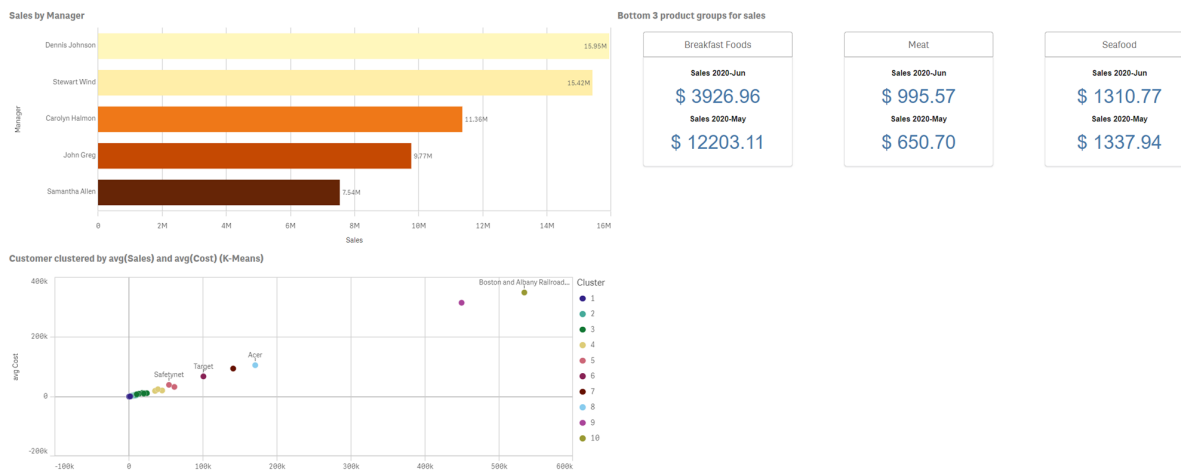 Sales by Manager
Manager
Dennis Johnson
15.95M
Stewart Wind
15.42M
Carolyn Halmon
11.36M
John Greg
9.77M
Samantha Allen
7.54M
0 2M 4M 6M 8M 10M 12M 14M 16M
Sales
Bottom 3 product groups for sales
Breakfast Foods
Sales 2020-Jun
$ 3926.96
Sales 2020-May
$ 12203.11
Meat
Sales 2020-Jun
$ 995.57
Sales 2020-May
$ 650.70
Seafood
Sales 2020-Jun
$ 1310.77
Sales 2020-May
$ 1337.94
Customer clustered by avg(Sales) and avg(Cost) (K-Means)
avg Cost
400k
200k
0
-200k
Boston and Albany Railroad...
Acer
Target
Safetynet
-100k 0 100k 200k 300k 400k 500k 600k
Cluster
1
2
3
4
5
6
7
8
9
10